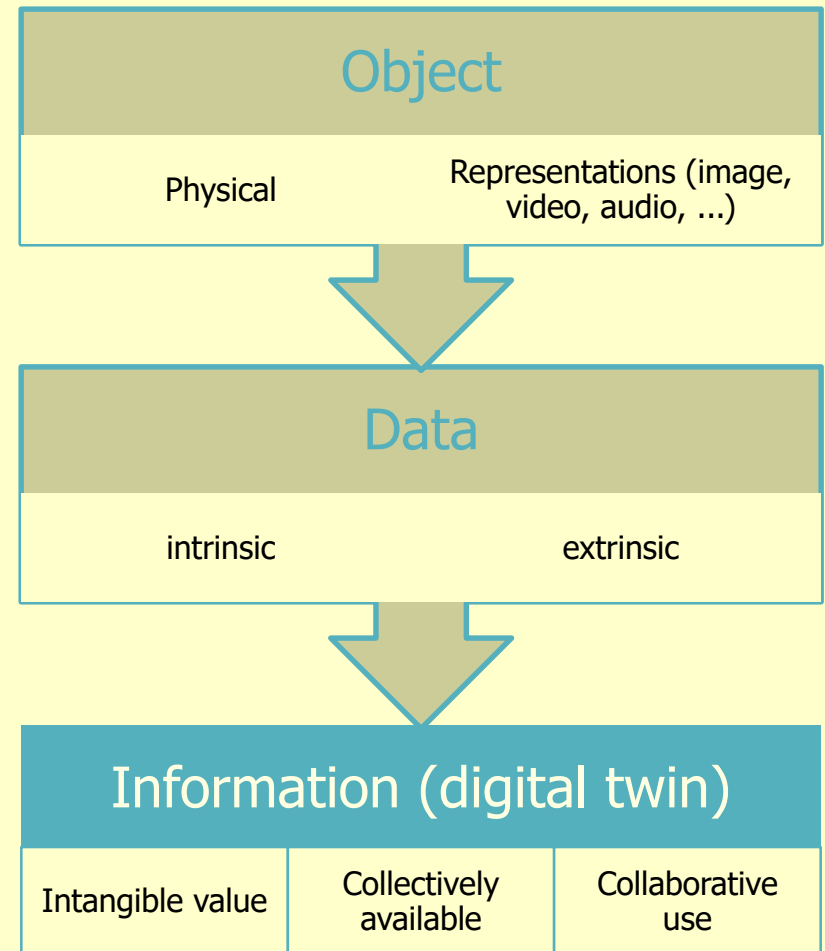 Object
Physical
Representations (image,
video, audio, ...)
Data
intrinsic
extrinsic
Information (digital twin)
Intangible value
Collectively
available
Collaborative
use